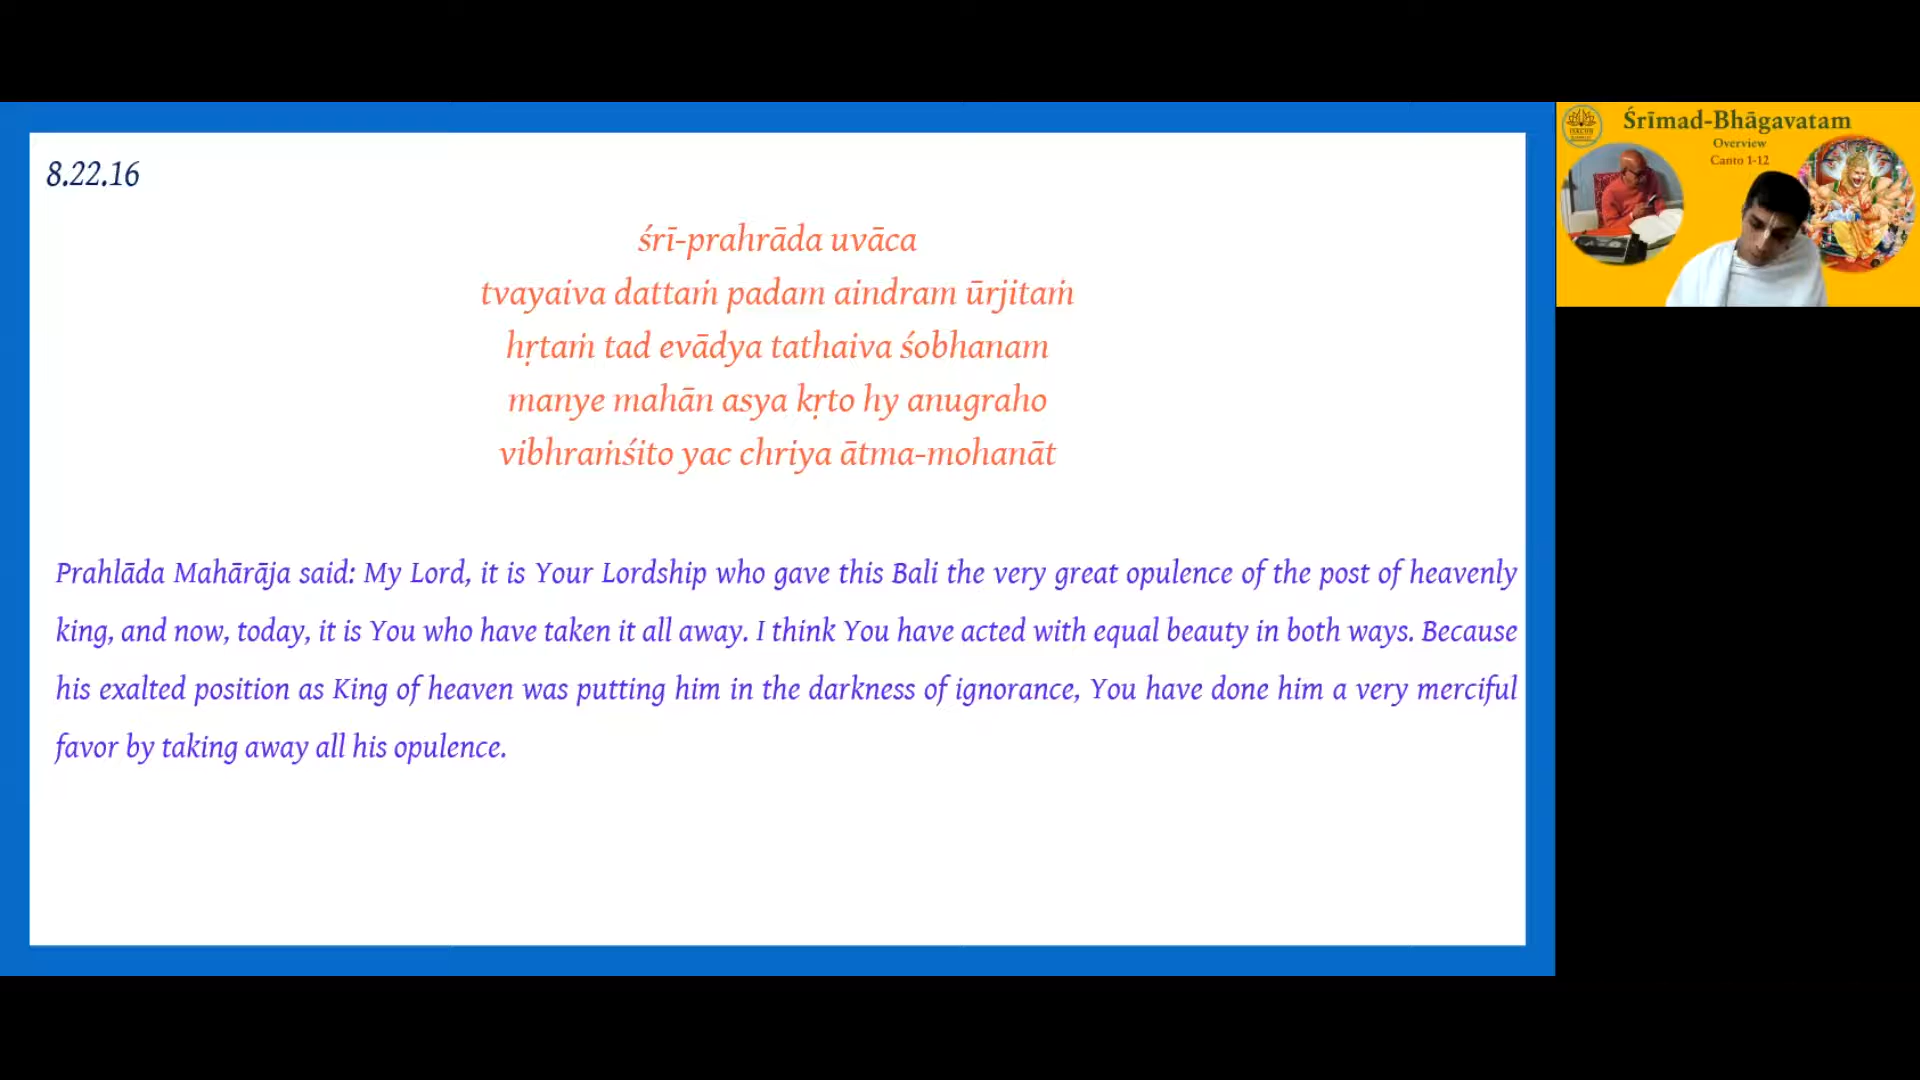 8.22.16
śrī-prahrāda uvāca
tvayaiva dattaṁ padam aindram ūrjitaṁ
hṛtaṁ tad evādya tathaiva śobhanam
manye mahān asya kṛto hy anugraho
vibhraṁśito yac chriya ātma-mohanāt
Prahlāda Mahārāja said: My Lord, it is Your Lordship who gave this Bali the very great opulence of the post of heavenly
king, and now, today, it is You who have taken it all away. I think You have acted with equal beauty in both ways. Because
his exalted position as King of heaven was putting him in the darkness of ignorance, You have done him a very merciful
favor by taking away all his opulence.
Śrīmad-Bhāgavatam
Overview
Canto 1-12